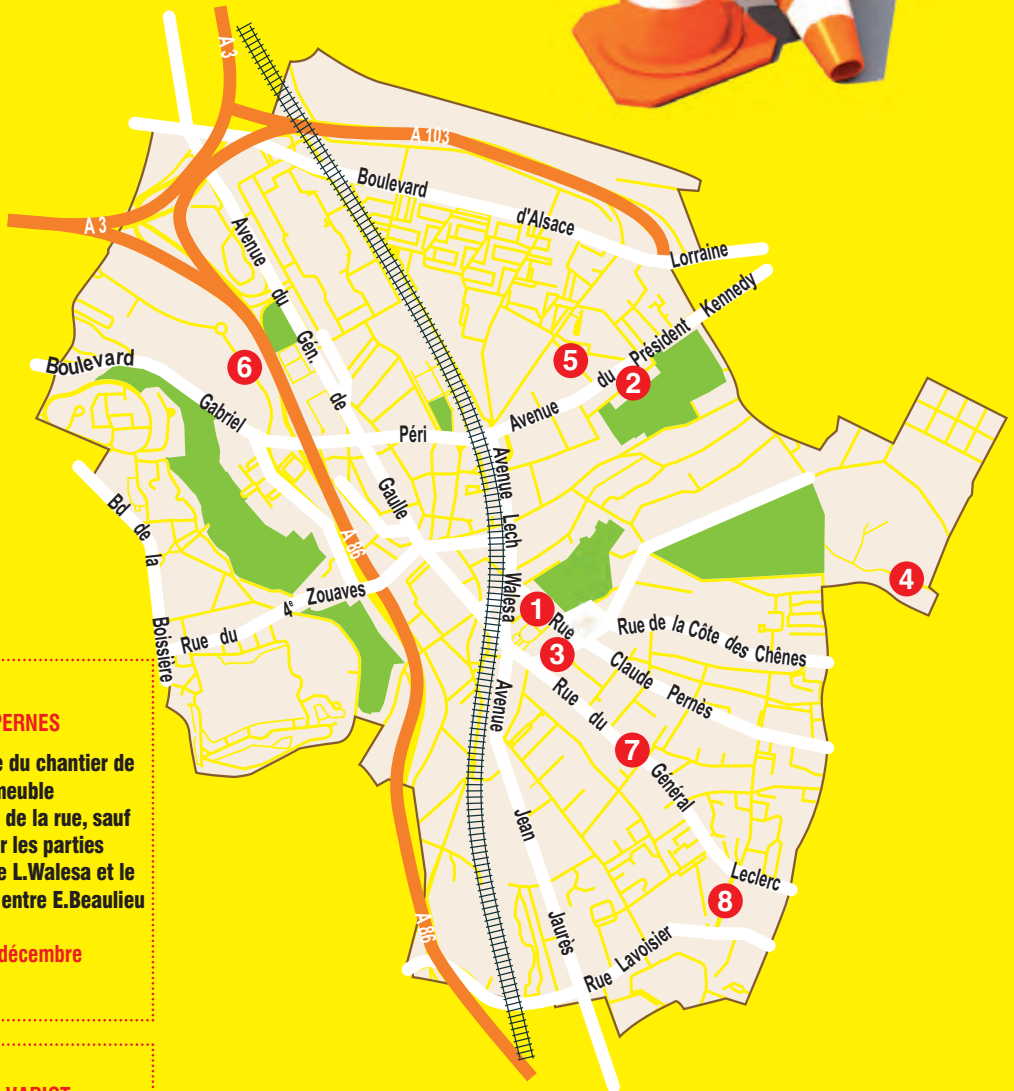 A 3
A 103
Boulevard d'Alsace Lorraine
A 3
Avenue du Gén. de Gaulle
Avenue du Président Kennedy
5
2
6
Boulevard Gabriel Péri
Avenue Lech Walesa
Bd de la Boissière
A 86
4
Rue du 4e Zouaves
1
Rue Claude Pernès
3
Rue de la Côte des Chênes
Rue du Général Leclerc
7
8
Avenue Jean Jaurès
Rue Lavoisier
A 86
PERNES
du chantier de
meuble
de la rue, sauf
r les parties
e L.Walesa et le
entre E.Beaulieu
décembre